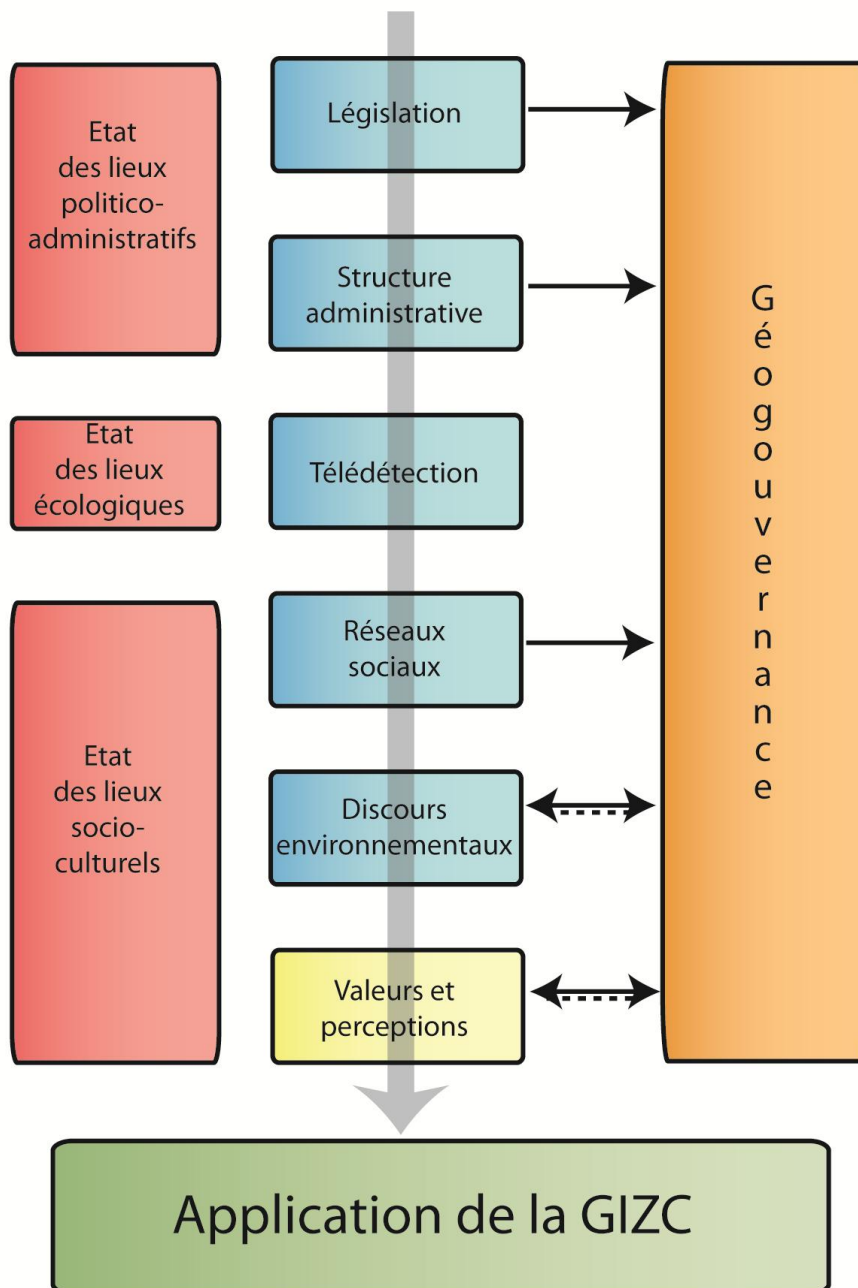 Etat
des lieux
politico-
administratifs
Législation
Structure
administrative
Etat
des lieux
écologiques
Télédétection
Etat
des lieux
socio-
culturels
Réseaux
sociaux
Discours
environnementaux
Valeurs et
perceptions
Géogouvernance
Application de la GIZC